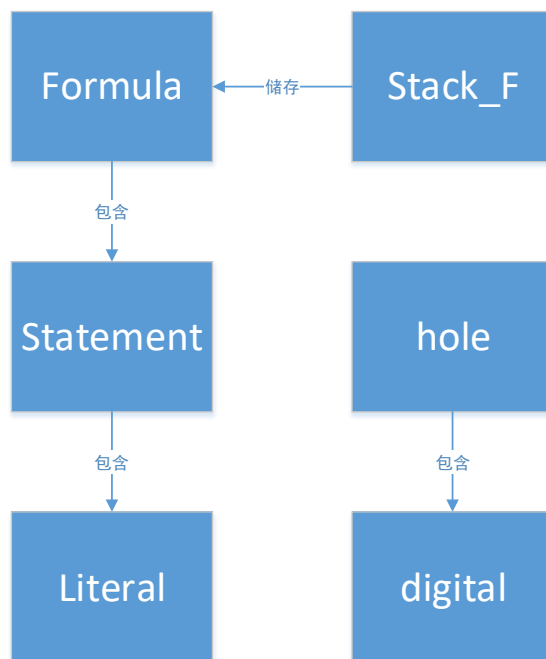 Formula
储存
Stack_F
包含
Statement
hole
包含
包含
Literal
digital